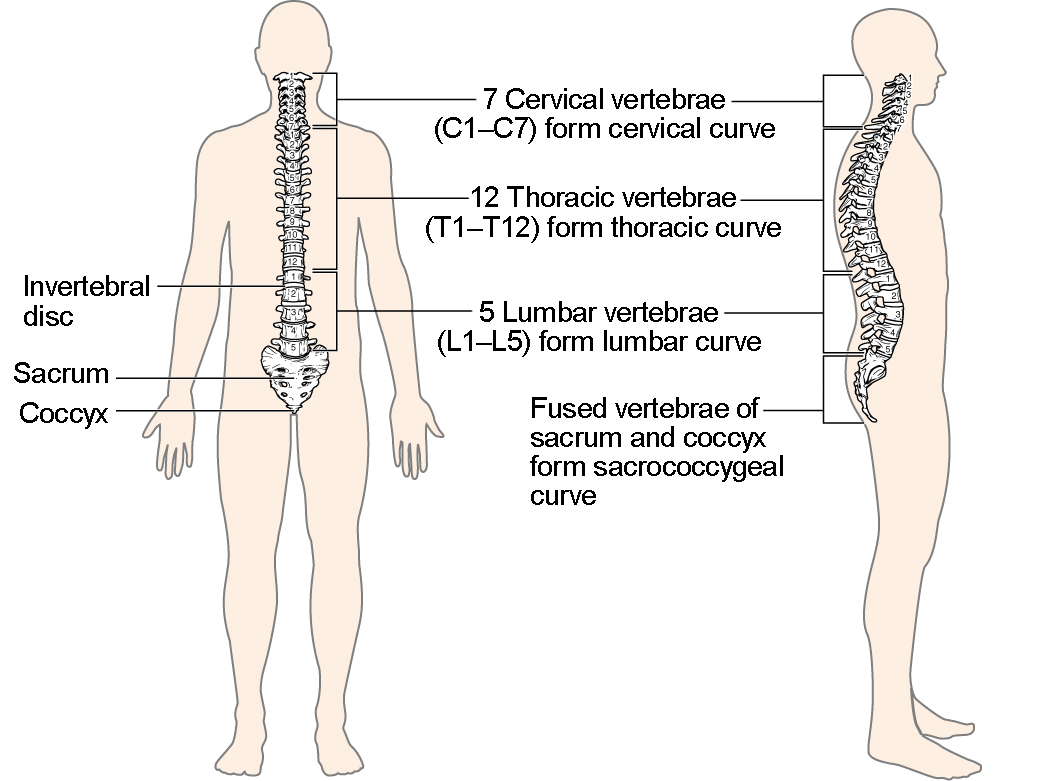 7 Cervical vertebrae
(C1–C7) form cervical curve
12 Thoracic vertebrae
(T1–T12) form thoracic curve
Invertebral
disc
5 Lumbar vertebrae
(L1–L5) form lumbar curve
Sacrum
Coccyx
Fused vertebrae of
sacrum and coccyx
form sacrococcygeal
curve